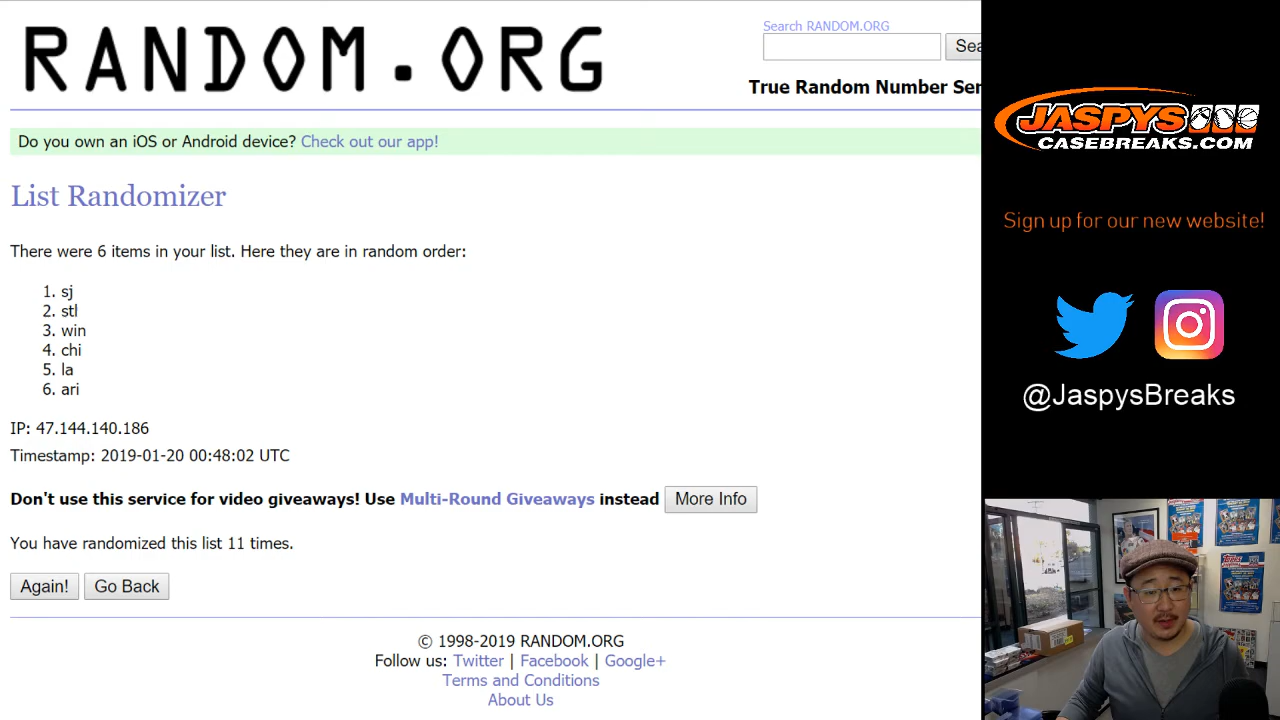 RANDOM.ORG
Search RANDOM.ORG
Sea
True Random Number Ser
Do you own an iOS or Android device? Check out our app!
List Randomizer
There were 6 items in your list. Here they are in random order:
1. sj
2. stl
3. win
4. chi
5. la
6. ari
IP: 47.144.140.186
Timestamp: 2019-01-20 00:48:02 UTC
Don't use this service for video giveaways! Use Multi-Round Giveaways instead More Info
You have randomized this list 11 times.
Again! Go Back
© 1998-2019 RANDOM.ORG
Follow us: Twitter | Facebook | Google+
Terms and Conditions
About Us
JASPYS
CASEBREAKS.COM
Sign up for our new website!
@JaspysBreaks